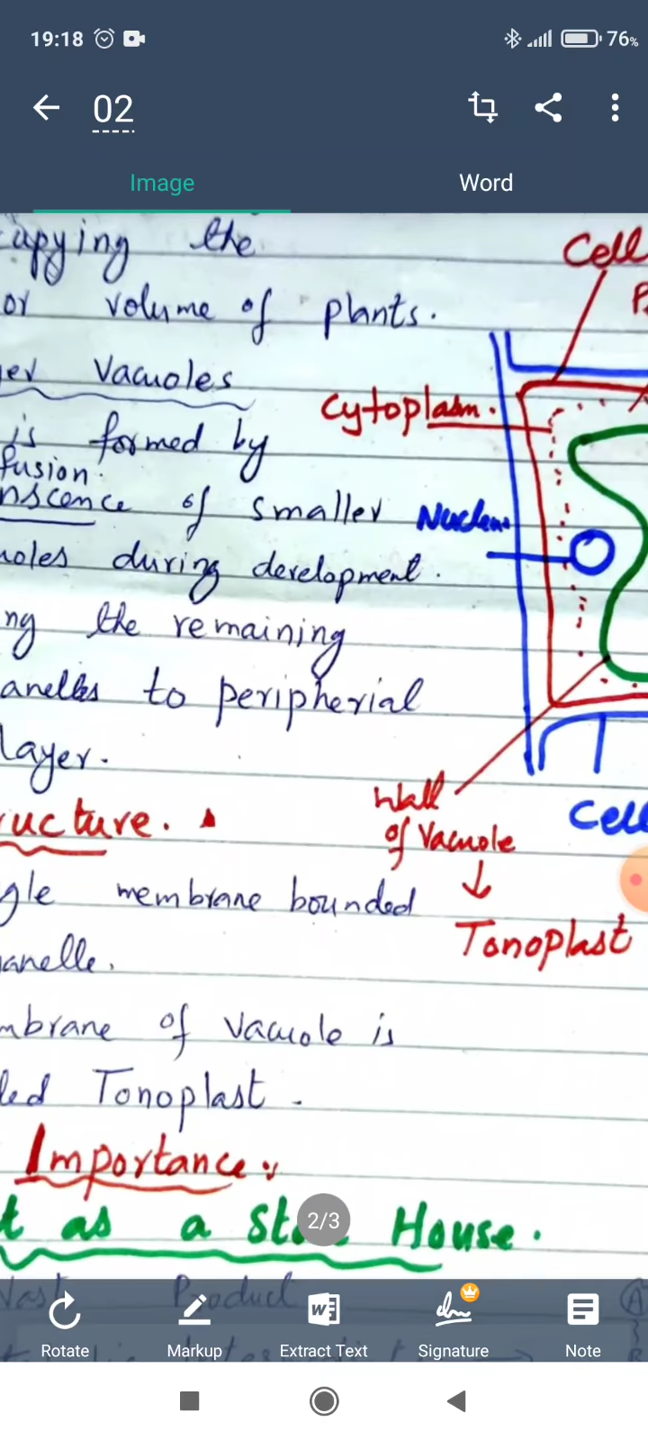 19:18
76%
02
Image Word
apying the
or volume of plants.
er Vacuoles
is formed by
fusion.
nscence of smaller
oles during development.
ng the remaining
anelles to peripherial
layer.
Cell
P
Cytoplasm.
Nucleus
Wall
of Vacuole
↓
Tonoplast
Cell
ucture.
gle membrane bounded
anelle.
mbrane of vacuole is
led Tonoplast.
Importance
t as a St House.
2/3
Product
W
Rotate Markup Extract Text Signature Note